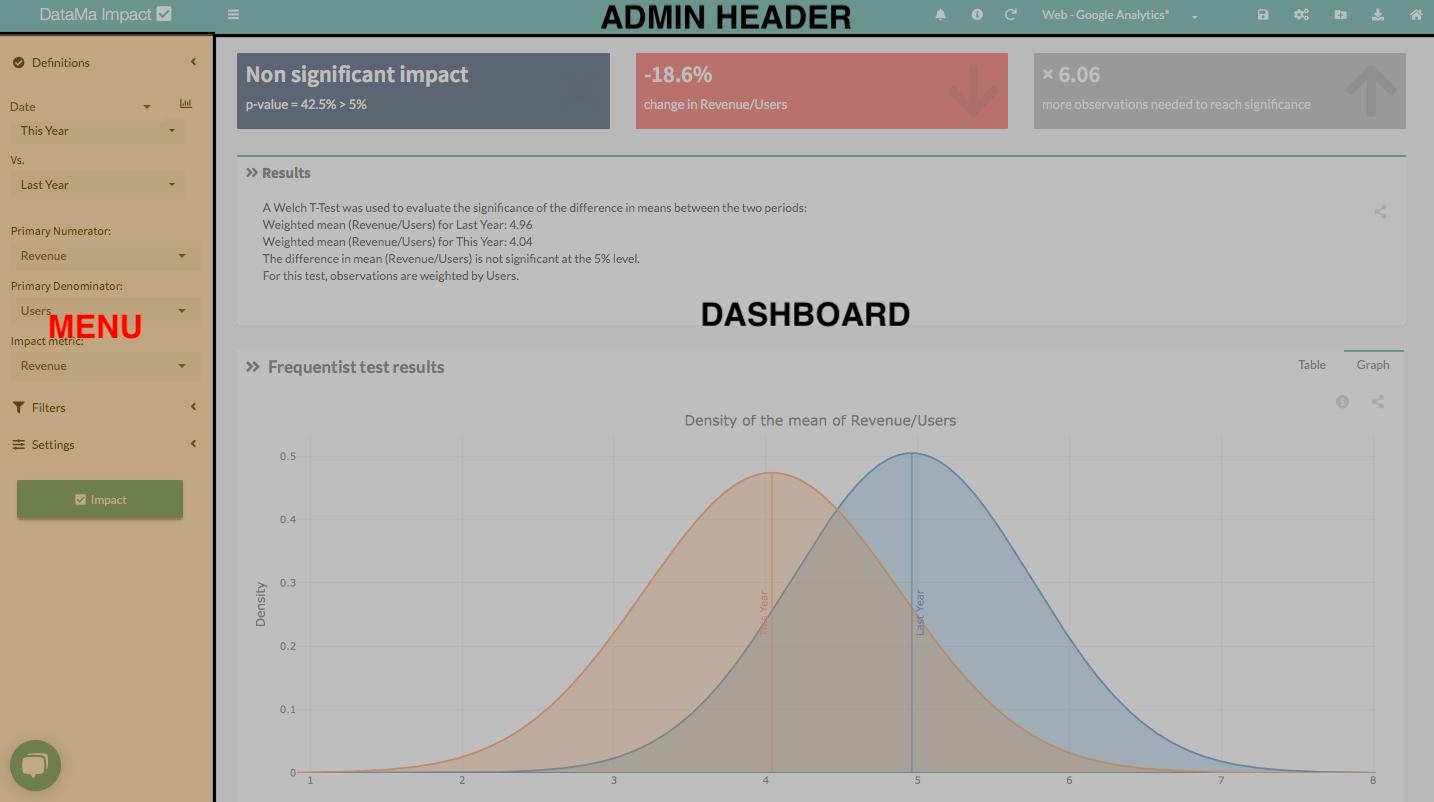 DataMa Impact
ADMIN HEADER
Web - Google Analytics*
Definitions
Date
This Year
Vs.
Last Year
Primary Numerator:
Revenue
Primary Denominator:
Users
MENU
Impact metric:
Revenue
Filters
Settings
Impact
Non significant impact
p-value = 42.5% > 5%
-18.6%
change in Revenue/Users
× 6.06
more observations needed to reach significance
Results
A Welch T-Test was used to evaluate the significance of the difference in means between the two periods:
Weighted mean (Revenue/Users) for Last Year: 4.96
Weighted mean (Revenue/Users) for This Year: 4.04
The difference in mean (Revenue/Users) is not significant at the 5% level.
For this test, observations are weighted by Users.
DASHBOARD
Frequentist test results
Table
Graph
Density of the mean of Revenue/Users
Density
0.5
0.4
0.3
0.2
0.1
0
This Year
Last Year
1 2 3 4 5 6 7 8